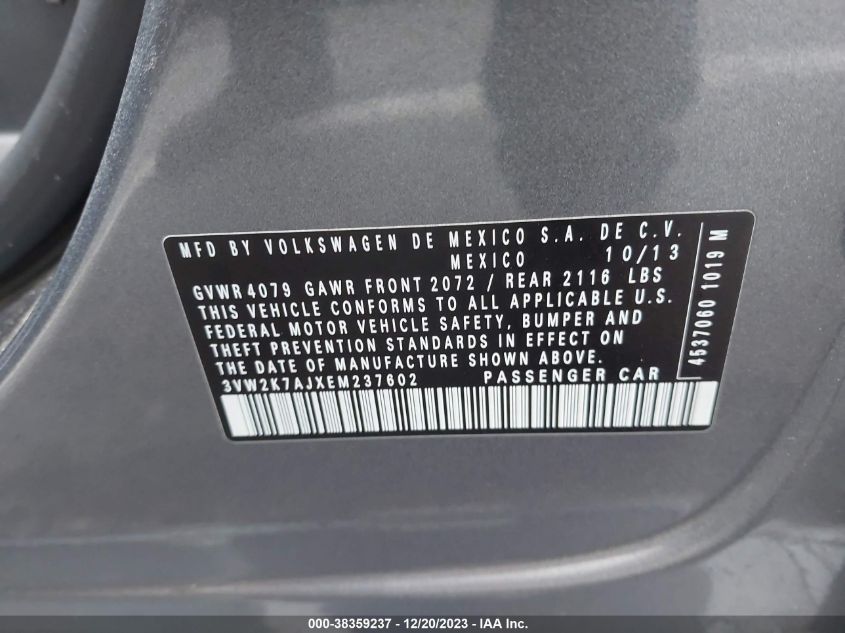 MFD BY VOLKSWAGEN DE MEXICO S.A. DE C.V.
MEXICO 10/13
GVWR 4079 GAWR FRONT 2072 / REAR 2116 LBS
THIS VEHICLE CONFORMS TO ALL APPLICABLE U.S.
FEDERAL MOTOR VEHICLE SAFETY, BUMPER AND
THEFT PREVENTION STANDARDS IN EFFECT ON
THE DATE OF MANUFACTURE SHOWN ABOVE.
3VW2K7AJXEM237602 PASSENGER CAR
4537060 1019 M
000-38359237 - 12/20/2023 - IAA Inc.